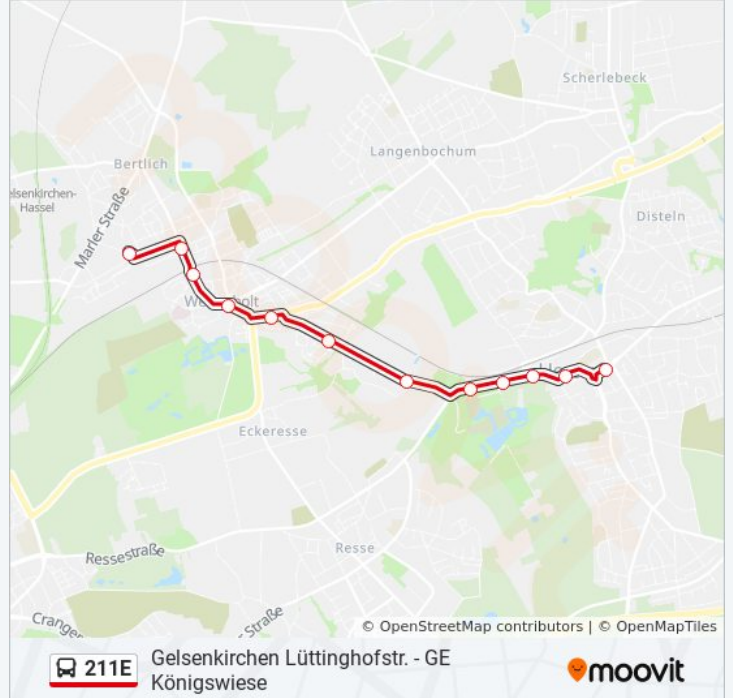 Scherlebeck
Langenbochum
Bertlich
elsenkirchen-
Hassel
Marler Straße
Disteln
Eckeresse
Ressestraße
Resse
Cranger
Straße
© OpenStreetMap contributors | © OpenMapTiles
211E
Gelsenkirchen Lüttinghofstr. - GE
Königswiese
moovit